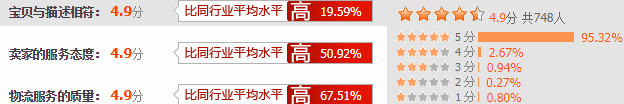 宝贝与描述相符： 4.9分 比同行业平均水平 高 19.59%
卖家的服务态度： 4.9分 比同行业平均水平 高 50.92%
物流服务的质量： 4.9分 比同行业平均水平 高 67.51%
4.9分 共748人
5 分 95.32%
4 分 2.67%
3 分 0.94%
2 分 0.27%
1 分 0.80%